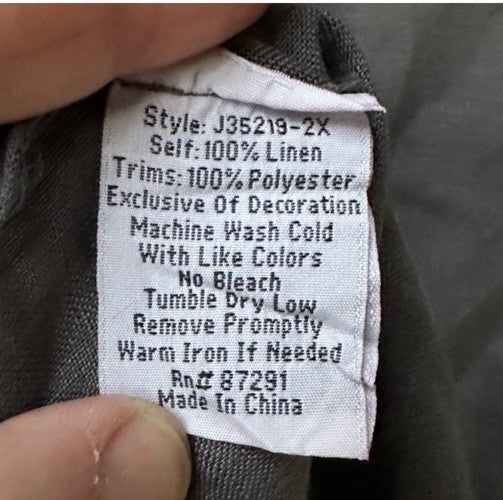 Style: J35219-2X
Self: 100% Linen
Trims: 100% Polyester
Exclusive Of Decoration
Machine Wash Cold
With Like Colors
No Bleach
Tumble Dry Low
Remove Promptly
Warm Iron If Needed
Rn# 87291
Made In China